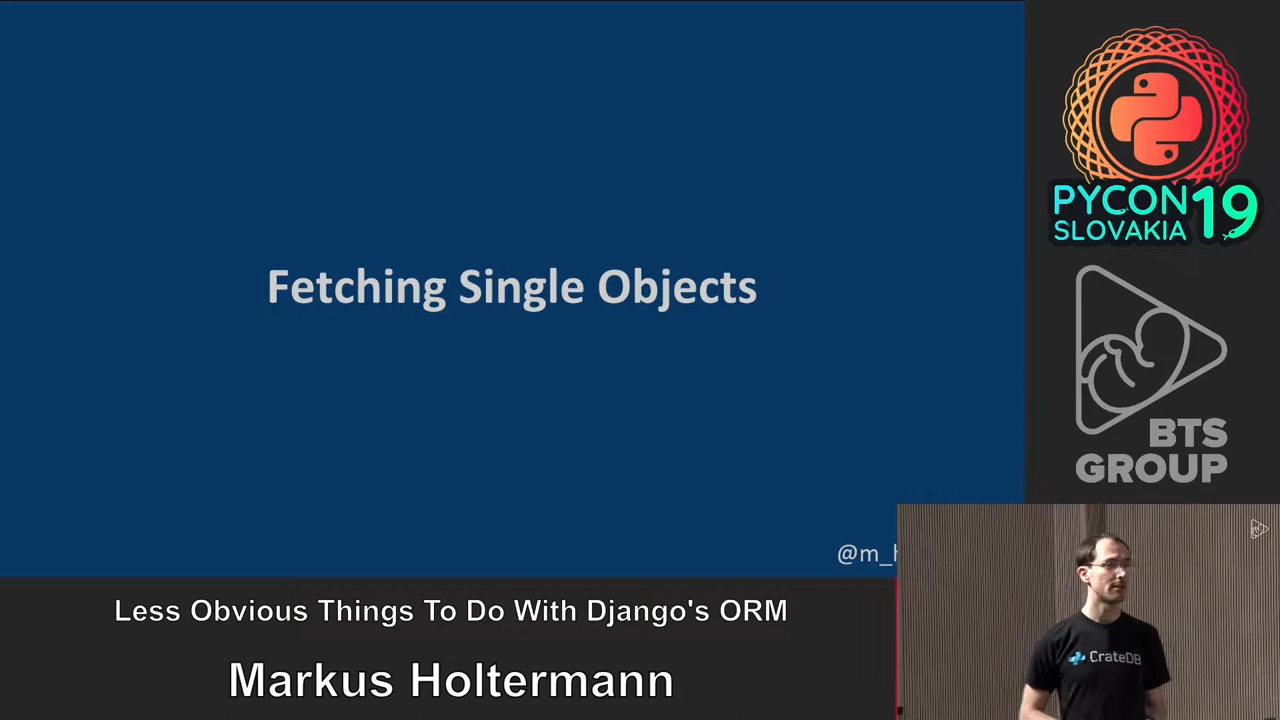 Fetching Single Objects
@m_h
Less Obvious Things To Do With Django's ORM
Markus Holtermann
PYCON 19
SLOVAKIA
BTS
GROUP
CrateDB